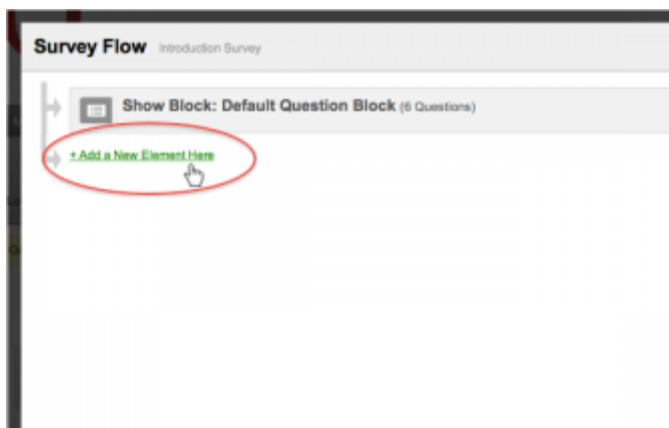 Survey Flow Introduction Survey
Show Block: Default Question Block (6 Questions)
+ Add a New Element Here